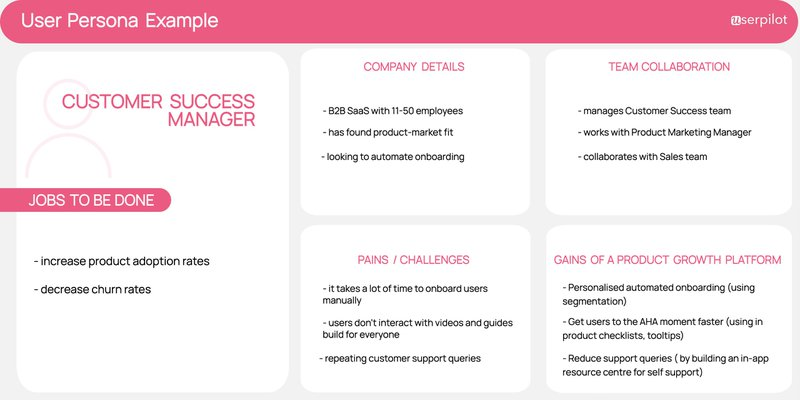 User Persona Example
userpilot
CUSTOMER SUCCESS
MANAGER
JOBS TO BE DONE
- increase product adoption rates
- decrease churn rates
COMPANY DETAILS
- B2B SaaS with 11-50 employees
- has found product-market fit
- looking to automate onboarding
TEAM COLLABORATION
- manages Customer Success team
- works with Product Marketing Manager
- collaborates with Sales team
PAINS / CHALLENGES
- it takes a lot of time to onboard users
manually
- users don't interact with videos and guides
build for everyone
- repeating customer support queries
GAINS OF A PRODUCT GROWTH PLATFORM
- Personalised automated onboarding (using
segmentation)
- Get users to the AHA moment faster (using in
product checklists, tooltips)
- Reduce support queries ( by building an in-app
resource centre for self support)